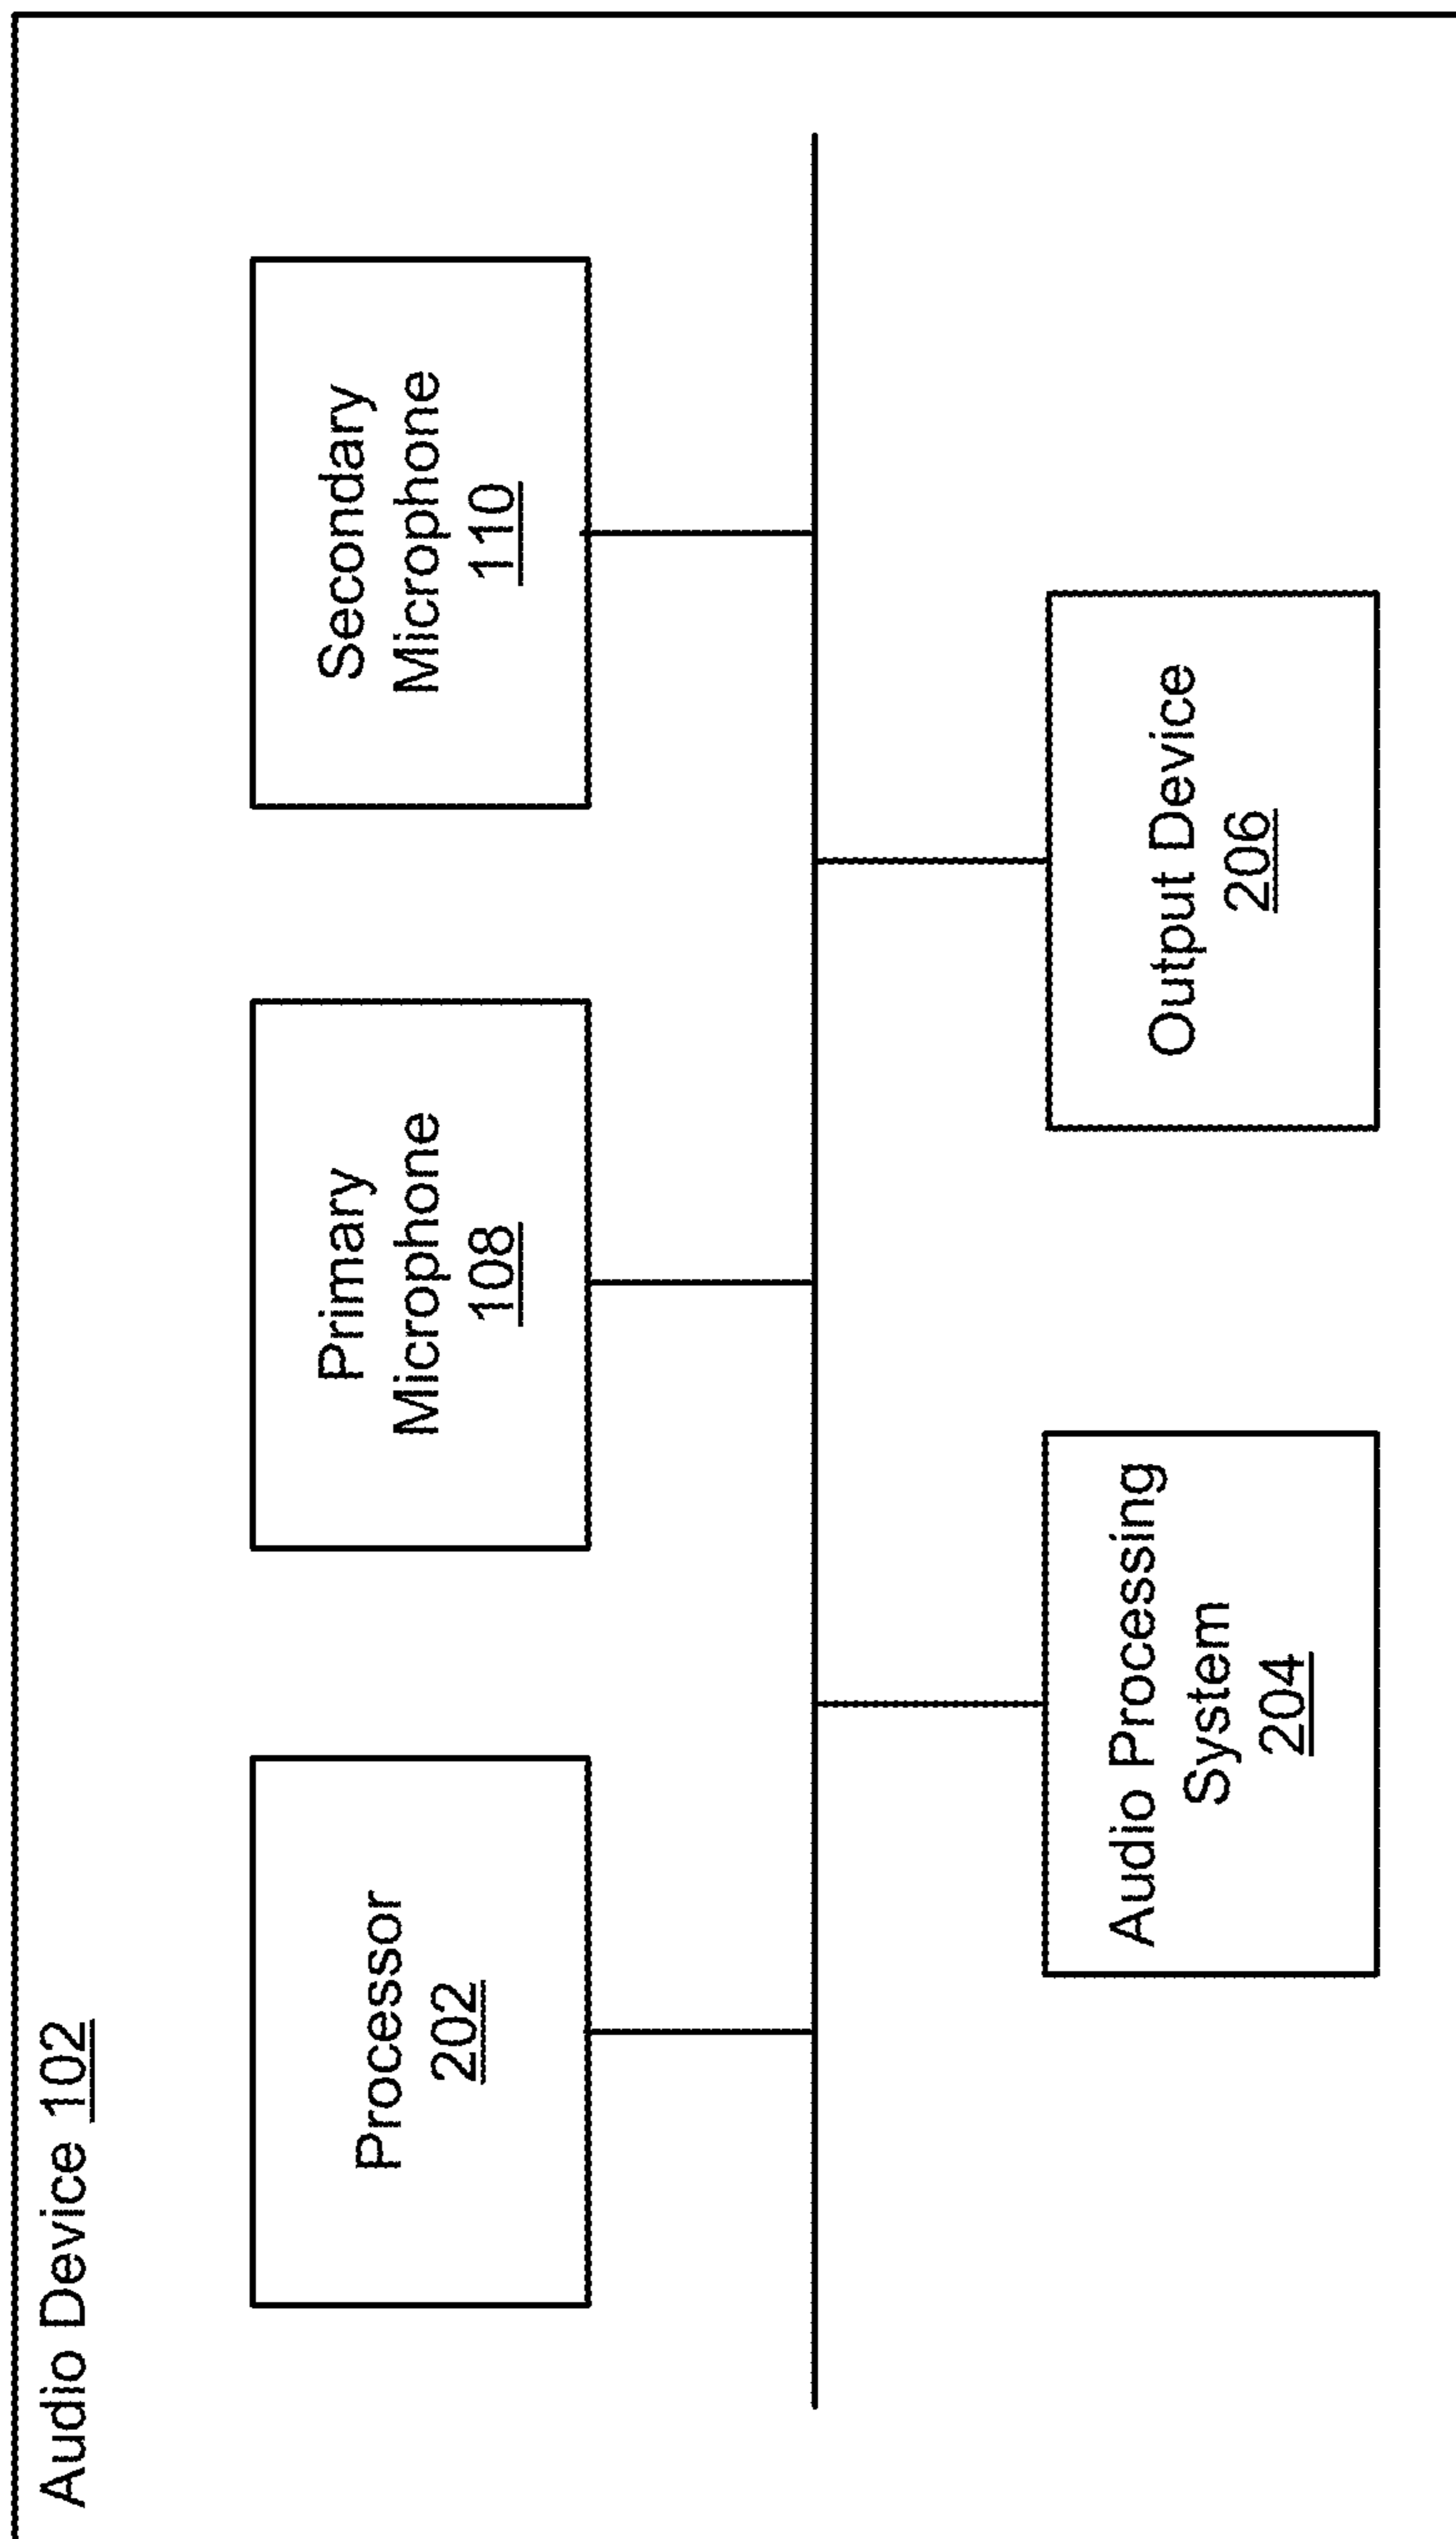 Audio Device 102
Processor
202
Primary
Microphone
108
Secondary
Microphone
110
Audio Processing
System
204
Output Device
206